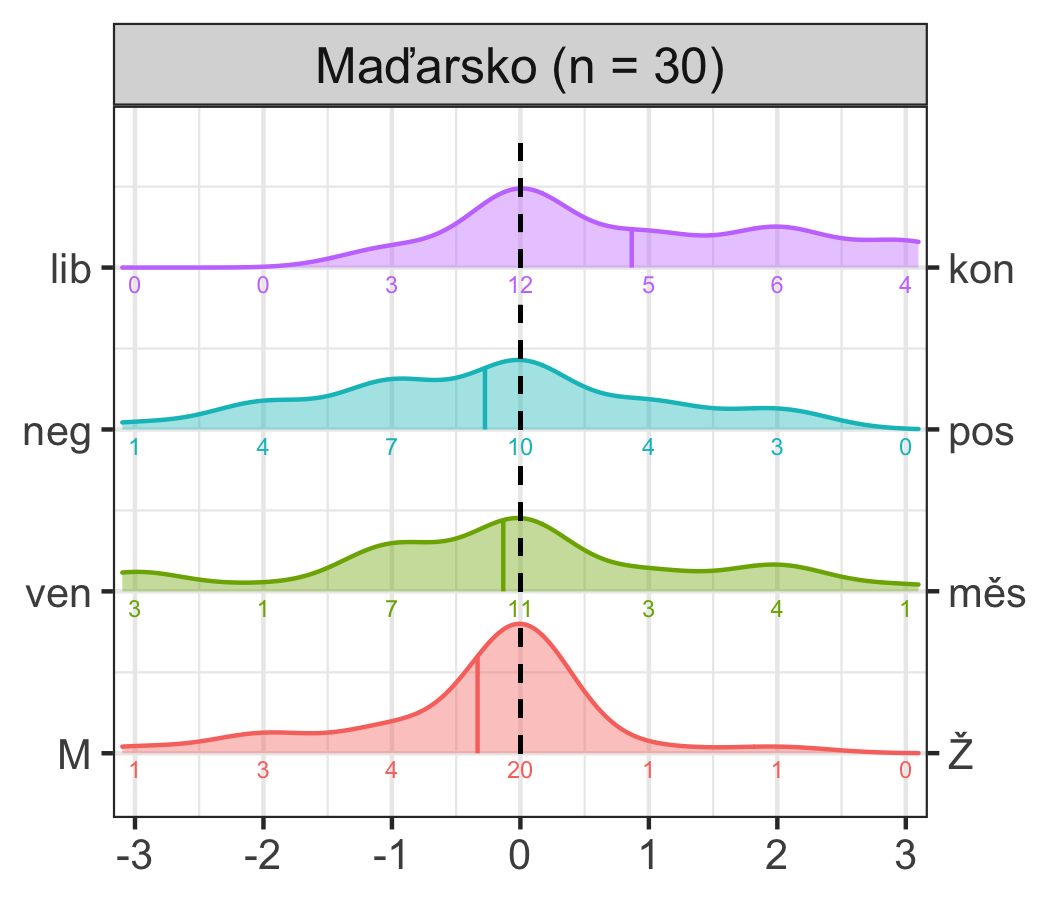 Maďarsko (n = 30)
lib kon
0 0 3 12 5 6 4
neg pos
1 4 7 10 4 3 0
ven měs
3 1 7 11 3 4 1
M Ž
1 3 4 20 1 1 0
-3 -2 -1 0 1 2 3